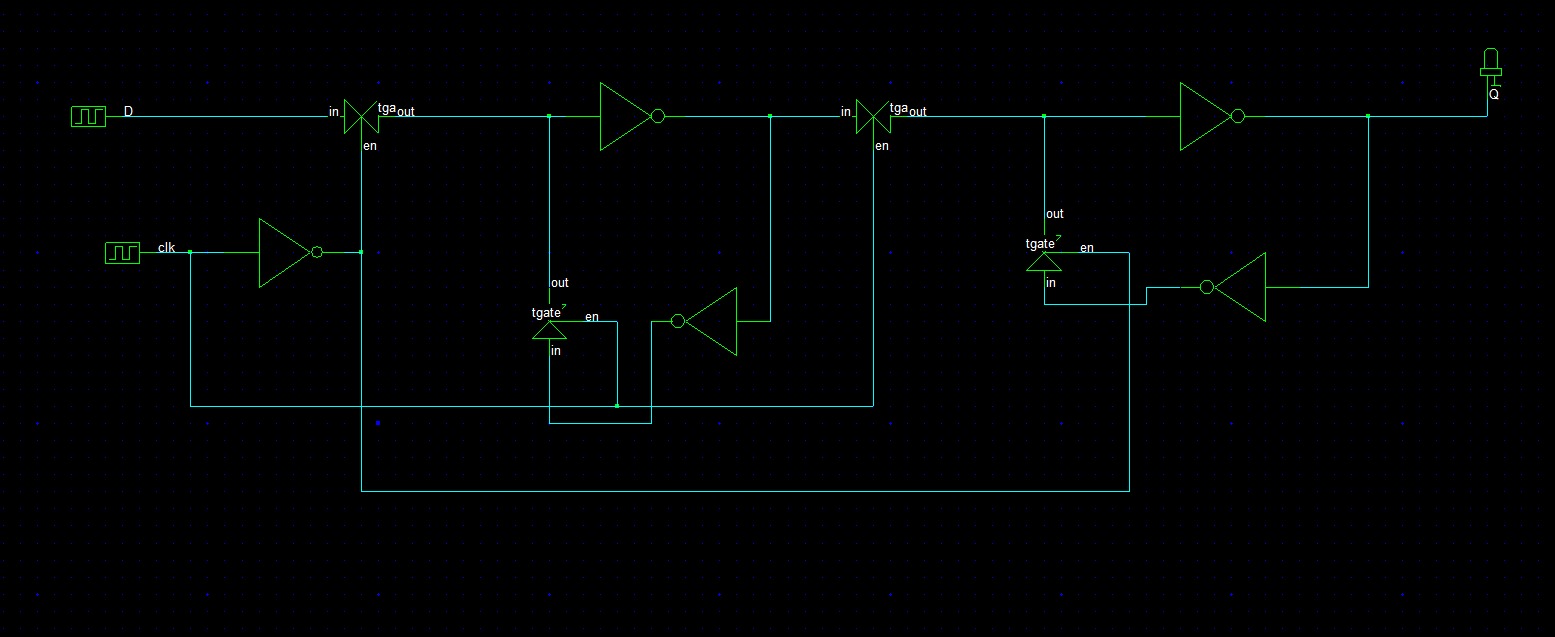 D
in
tga
out
in
tga
out
Q
en
en
clk
out
tgate
en
in
out
tgate
en
in